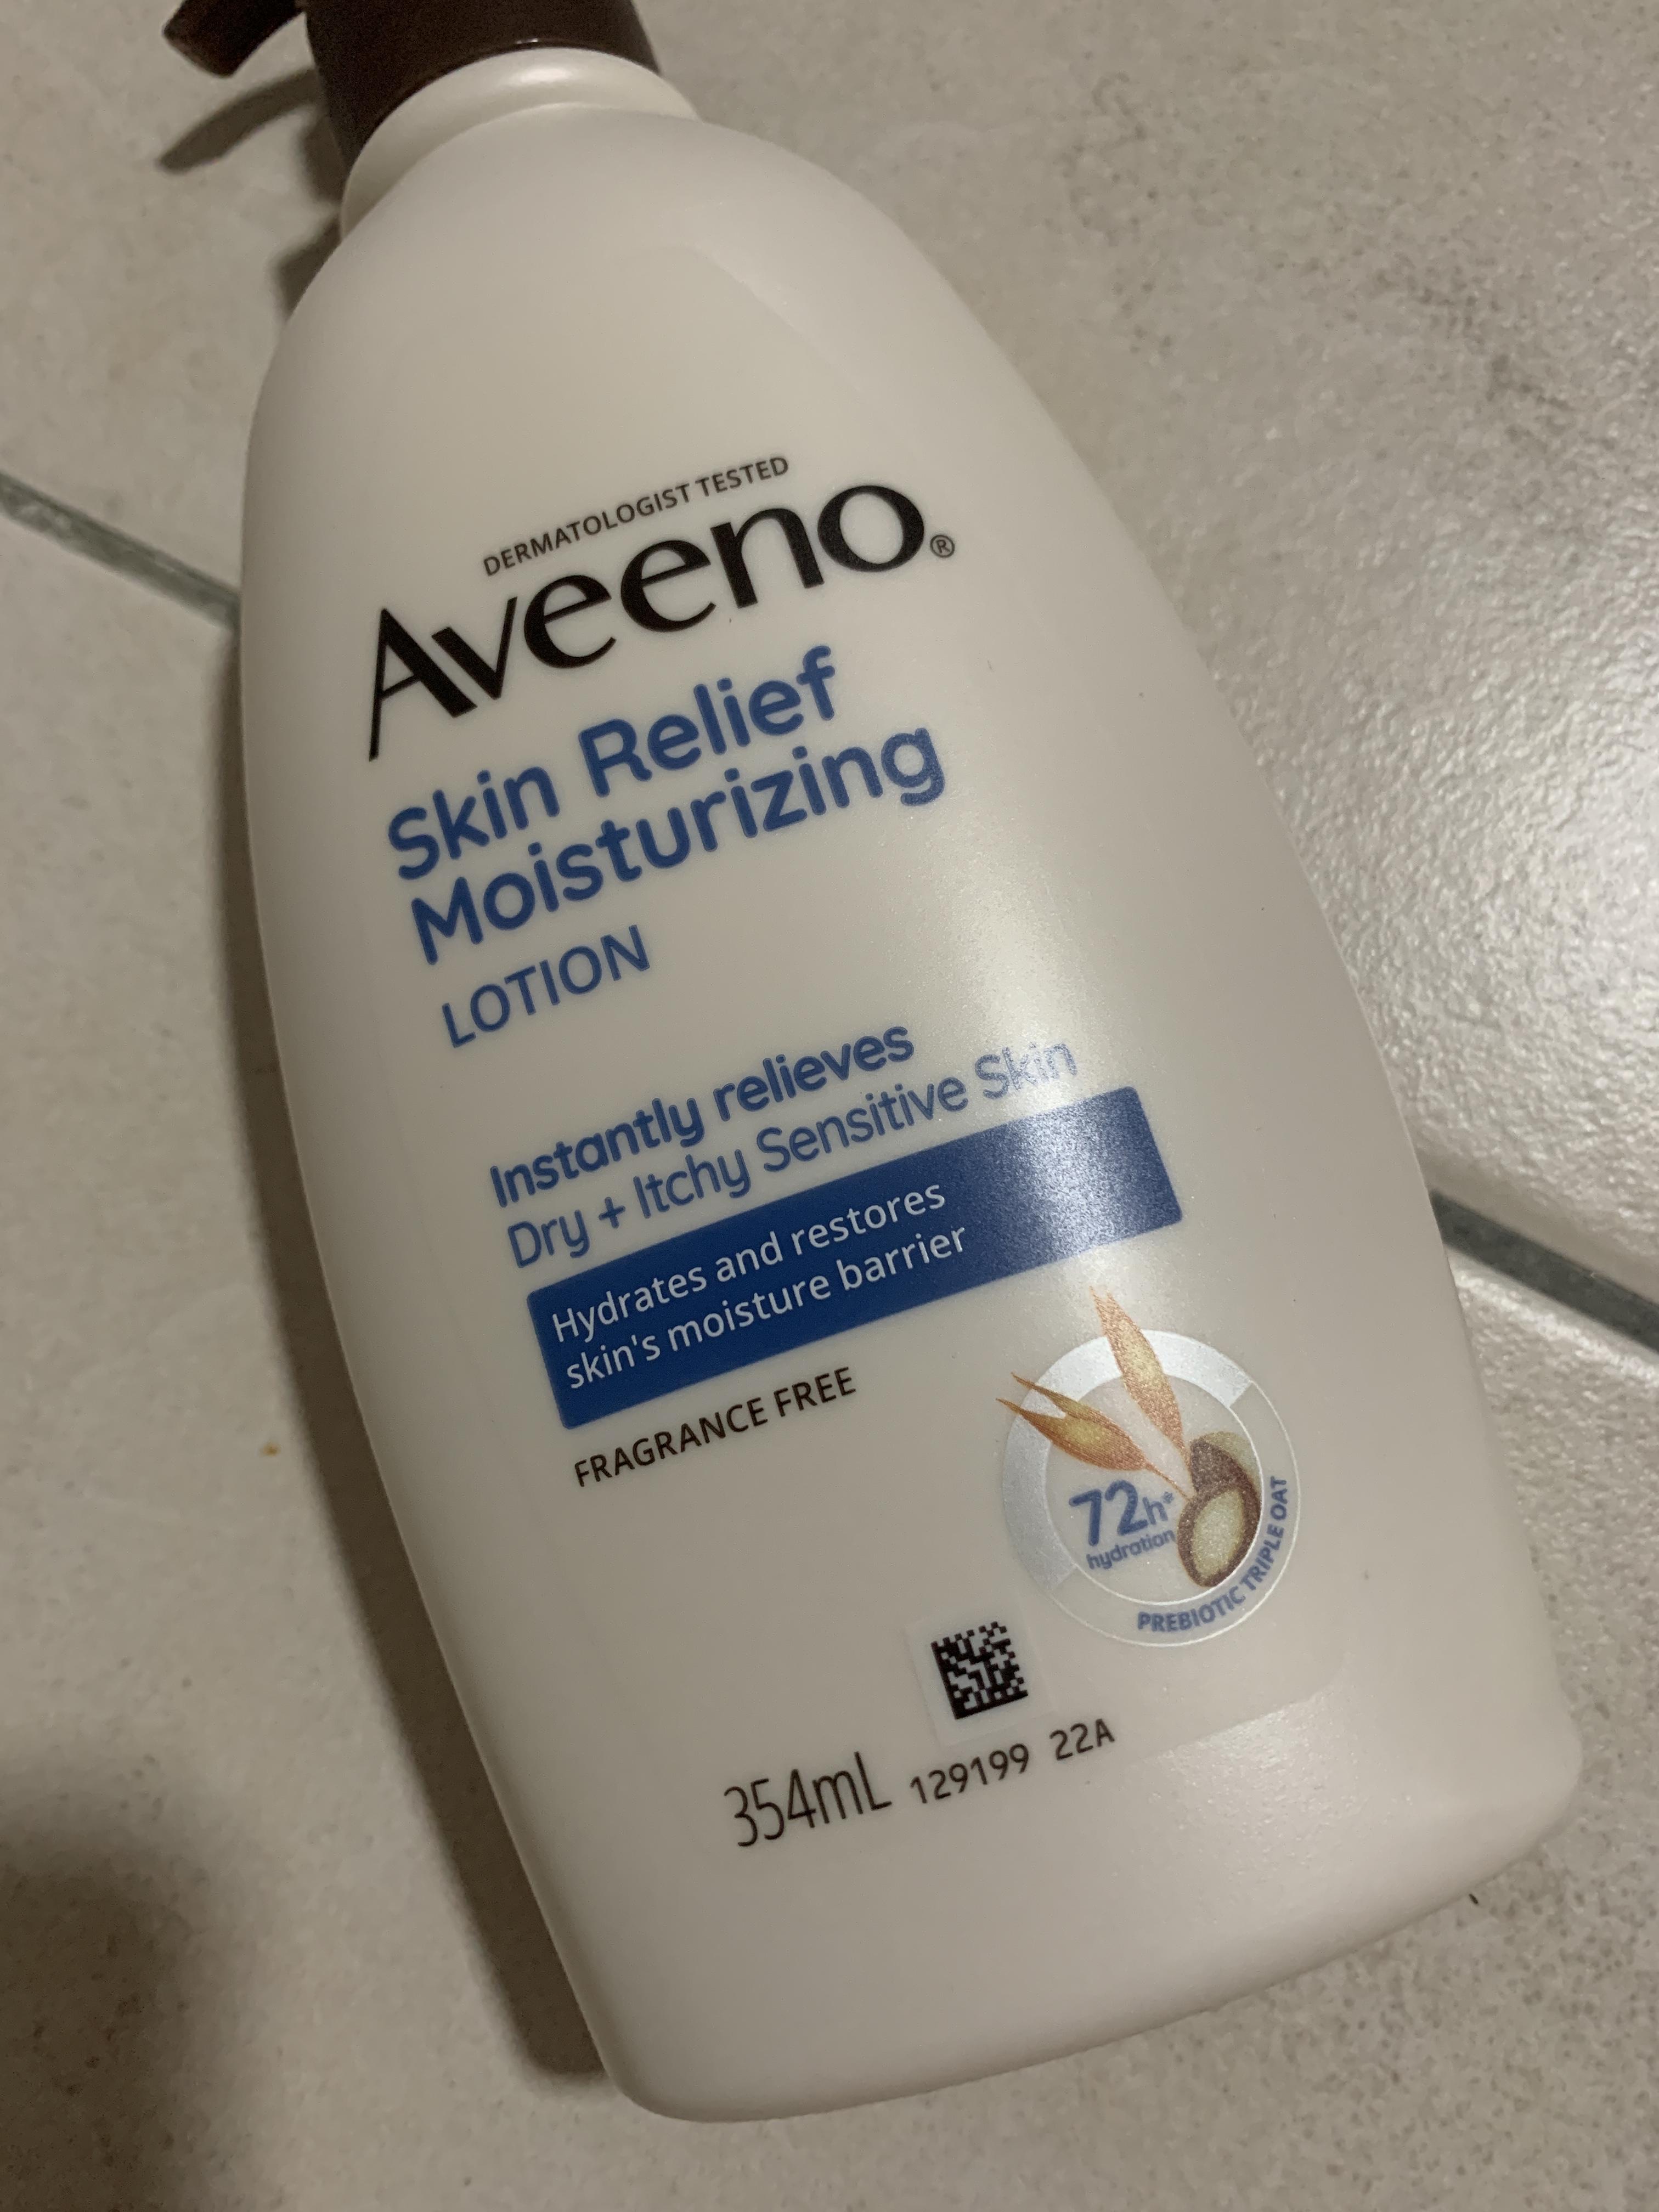 DERMATOLOGIST TESTED
Aveeno®
Skin Relief
Moisturizing
LOTION
Instantly relieves
Dry + Itchy Sensitive Skin
Hydrates and restores
skin's moisture barrier
FRAGRANCE FREE
72h*
hydration
PREBIOTIC TRIPLE OAT
354mL 129199 22A